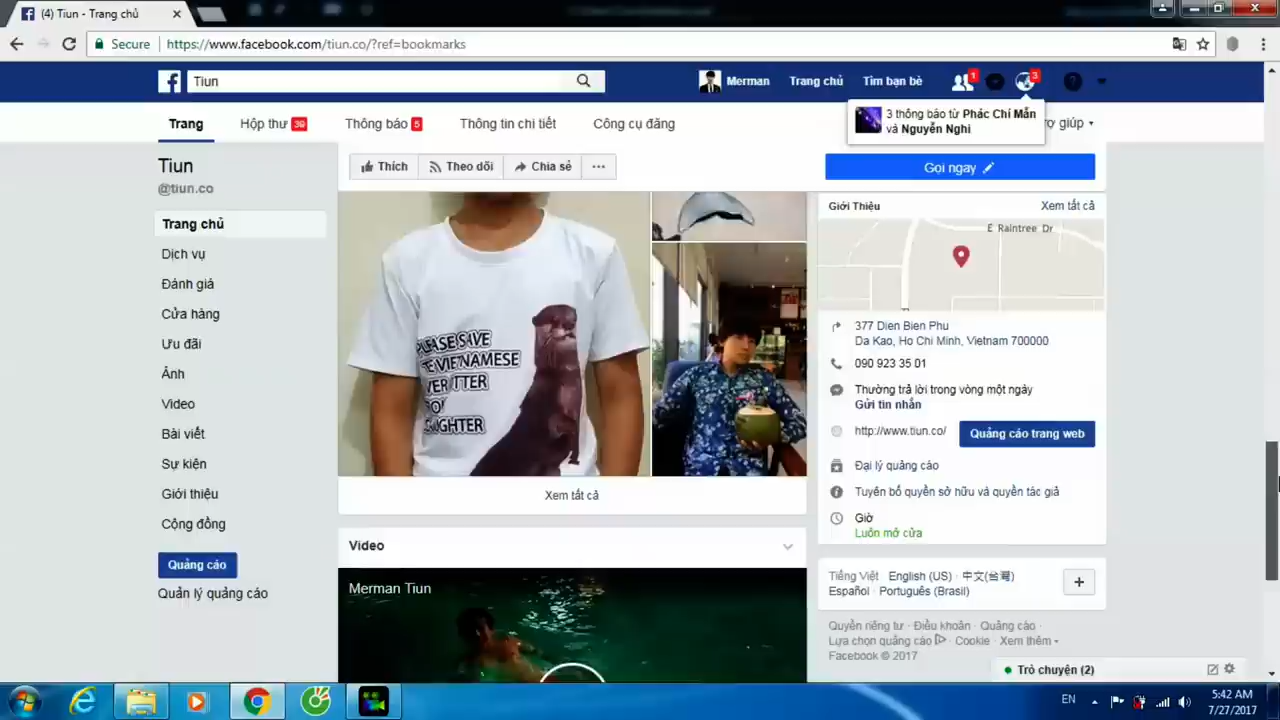 (4) Tiun - Trang chủ
Secure
https://www.facebook.com/tiun.co/?ref=bookmarks
Tiun
Merman
Trang chủ
Tìm bạn bè
1
3
3 thông báo từ Phác Chí Mẫn
và Nguyễn Nghi
Trang
Hộp thư 39
Thông báo 5
Thông tin chi tiết
Công cụ đăng
rợ giúp
Tiun
@tiun.co
Thích
Theo dõi
Chia sẻ
Gọi ngay
Trang chủ
Dịch vụ
Đánh giá
Cửa hàng
Ưu đãi
Ảnh
Video
Bài viết
Sự kiện
Giới thiệu
Cộng đồng
Quảng cáo
Quản lý quảng cáo
PLEASE SAVE
VIETNAMESE
Xem tất cả
Video
Merman Tiun
Giới Thiệu
Xem tất cả
E Raintree Dr
377 Dien Bien Phu
Da Kao, Ho Chi Minh, Vietnam 700000
090 923 35 01
Thường trả lời trong vòng một ngày
Gửi tin nhắn
http://www.tiun.co/
Quảng cáo trang web
Đại lý quảng cáo
Tuyên bố quyền sở hữu và quyền tác giả
Giờ
Luôn mở cửa
Tiếng Việt · English (US) · 中文(台灣)
Español · Português (Brasil)
Quyền riêng tư · Điều khoản · Quảng cáo ·
Lựa chọn quảng cáo · Cookie · Xem thêm
Facebook © 2017
Trò chuyện (2)
EN
5:42 AM
7/27/2017